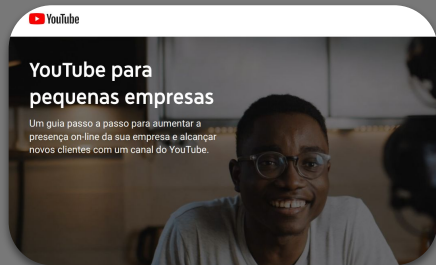 YouTube
YouTube para
pequenas empresas
Um guia passo a passo para aumentar a
presença on-line da sua empresa e alcançar
novos clientes com um canal do YouTube.